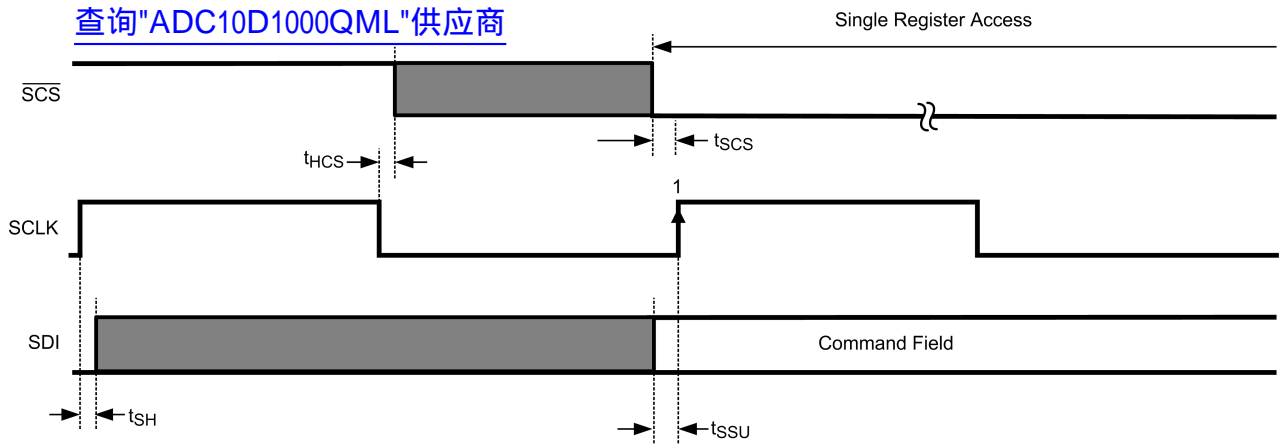 查询"ADC10D1000QML"供应商
Single Register Access
SCS
tSCS
tHCS
1
SCLK
SDI
Command Field
tSH
tSSU